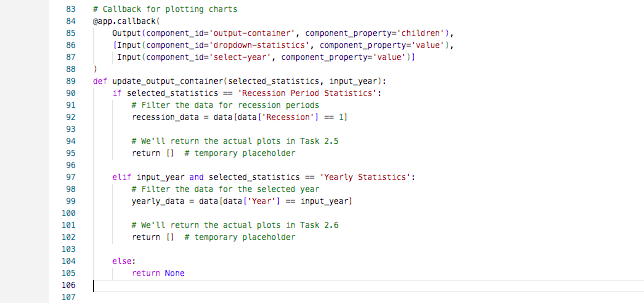 83 # Callback for plotting charts
84 @app.callback(
85     Output(component_id='output-container', component_property='children'),
86     [Input(component_id='dropdown-statistics', component_property='value'),
87      Input(component_id='select-year', component_property='value')]
88 )
89 def update_output_container(selected_statistics, input_year):
90     if selected_statistics == 'Recession Period Statistics':
91         # Filter the data for recession periods
92         recession_data = data[data['Recession'] == 1]
93
94         # We'll return the actual plots in Task 2.5
95         return []  # temporary placeholder
96
97     elif input_year and selected_statistics == 'Yearly Statistics':
98         # Filter the data for the selected year
99         yearly_data = data[data['Year'] == input_year]
100
101         # We'll return the actual plots in Task 2.6
102         return []  # temporary placeholder
103
104     else:
105         return None
106
107